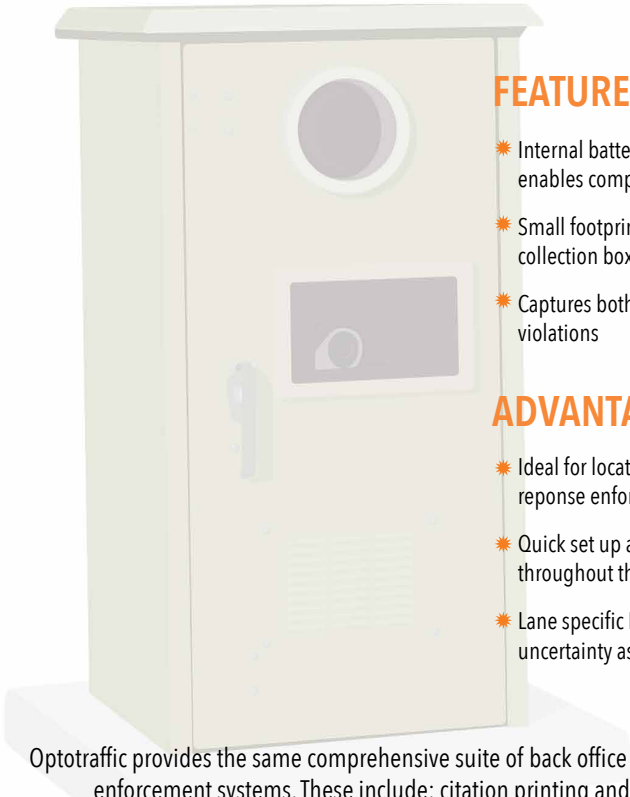 FEATURE
Internal batte
enables comp
Small footprin
collection box
Captures both
violations
ADVANTA
Ideal for locat
reponse enfor
Quick set up a
throughout th
Lane specific
uncertainty as
Optotraffic provides the same comprehensive suite of back office
enforcement systems. These include: citation printing and